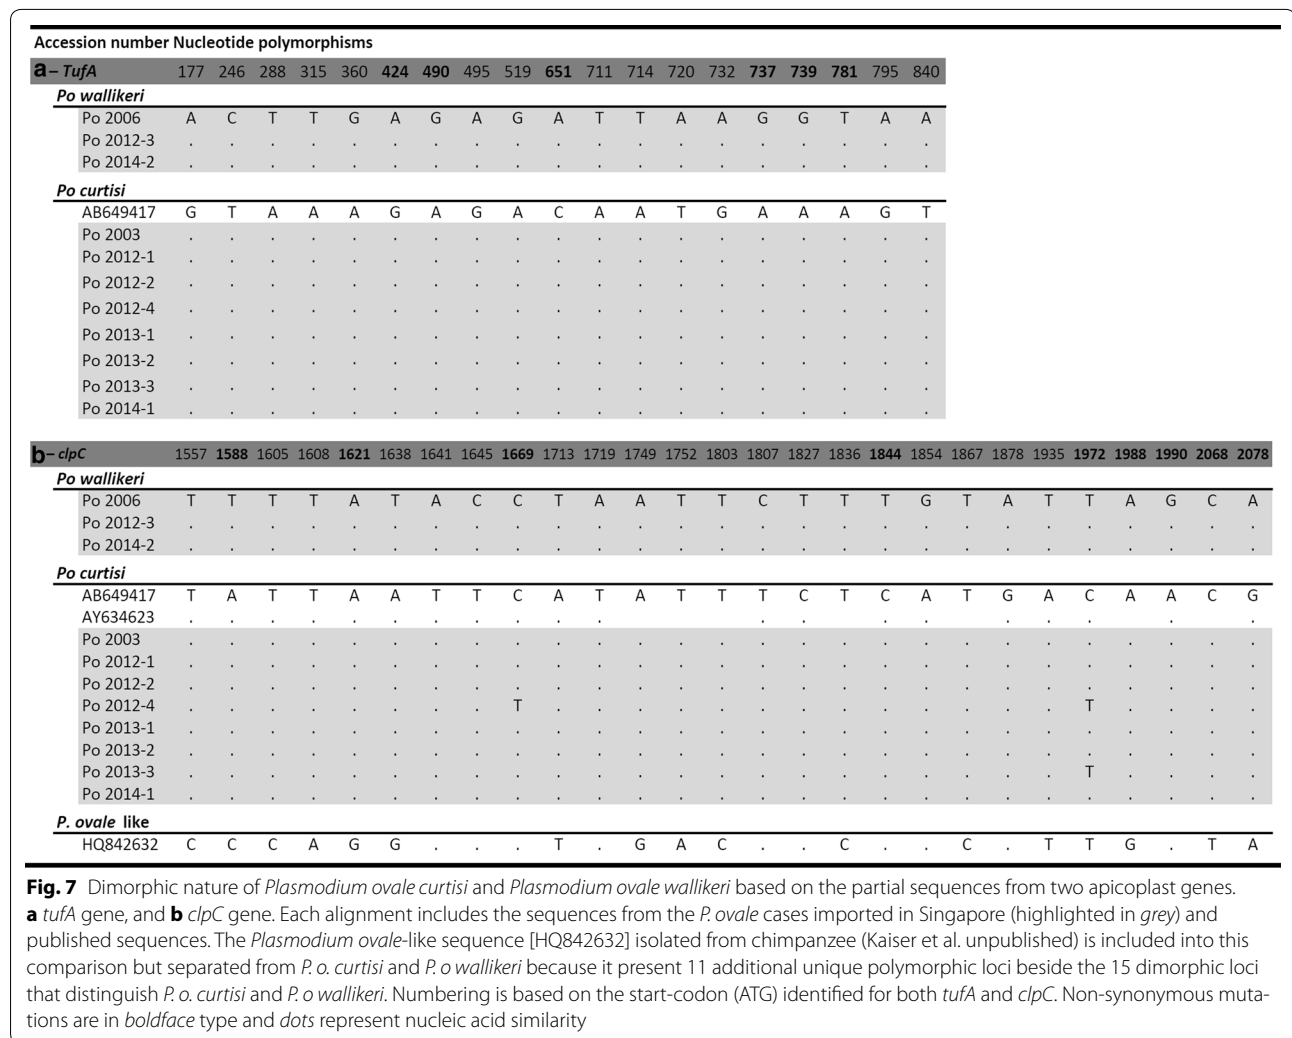 Accession number Nucleotide polymorphisms
a – TufA 177 246 288 315 360 424 490 495 519 651 711 714 720 732 737 739 781 795 840
Po wallikeri
Po 2006 A C T T G A G A G A T T A A G G T A A
Po 2012-3 . . . . . . . . . . . . . . . . . . .
Po 2014-2 . . . . . . . . . . . . . . . . . . .
Po curtisi
AB649417 G T A A A G A G A C A A T G A A A G T
Po 2003 . . . . . . . . . . . . . . . . . . .
Po 2012-1 . . . . . . . . . . . . . . . . . . .
Po 2012-2 . . . . . . . . . . . . . . . . . . .
Po 2012-4 . . . . . . . . . . . . . . . . . . .
Po 2013-1 . . . . . . . . . . . . . . . . . . .
Po 2013-2 . . . . . . . . . . . . . . . . . . .
Po 2013-3 . . . . . . . . . . . . . . . . . . .
Po 2014-1 . . . . . . . . . . . . . . . . . . .
b – clpC 1557 1588 1605 1608 1621 1638 1641 1645 1669 1713 1719 1749 1752 1803 1807 1827 1836 1844 1854 1867 1878 1935 1972 1988 1990 2068 2078
Po wallikeri
Po 2006 T T T T A T A C C T A A T T C T T T G T A T T A G C A
Po 2012-3 . . . . . . . . . . . . . . . . . . . . . . . . . . .
Po 2014-2 . . . . . . . . . . . . . . . . . . . . . . . . . . .
Po curtisi
AB649417 T A T T A A T T C A T A T T T C T C A T G A C A A C G
AY634623 . . . . . . . . . . . . . . . . . . . .
Po 2003 . . . . . . . . . . . . . . . . . . . . . . . . . . .
Po 2012-1 . . . . . . . . . . . . . . . . . . . . . . . . . . .
Po 2012-2 . . . . . . . . . . . . . . . . . . . . . . . . . . .
Po 2012-4 . . . . . . . . T . . . . . . . . . . . . . T . . . .
Po 2013-1 . . . . . . . . . . . . . . . . . . . . . . . . . . .
Po 2013-2 . . . . . . . . . . . . . . . . . . . . . . . . . . .
Po 2013-3 . . . . . . . . . . . . . . . . . . . . . . T . . . .
Po 2014-1 . . . . . . . . . . . . . . . . . . . . . . . . . . .
P. ovale like
HQ842632 C C C A G G . . . T . G A C . . C . . C . T T G . T A
Fig. 7 Dimorphic nature of Plasmodium ovale curtisi and Plasmodium ovale wallikeri based on the partial sequences from two apicoplast genes.
a tufA gene, and b clpC gene. Each alignment includes the sequences from the P. ovale cases imported in Singapore (highlighted in grey) and
published sequences. The Plasmodium ovale-like sequence [HQ842632] isolated from chimpanzee (Kaiser et al. unpublished) is included into this
comparison but separated from P. o. curtisi and P. o wallikeri because it present 11 additional unique polymorphic loci beside the 15 dimorphic loci
that distinguish P. o. curtisi and P. o wallikeri. Numbering is based on the start-codon (ATG) identified for both tufA and clpC. Non-synonymous muta-
tions are in boldface type and dots represent nucleic acid similarity